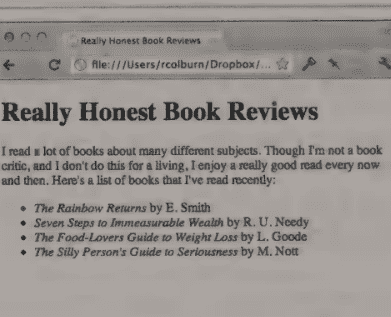 Really Honest Book Reviews
file:///Users/rcolburn/Dropbox/...
Really Honest Book Reviews
I read a lot of books about many different subjects. Though I'm not a book
critic, and I don't do this for a living, I enjoy a really good read every now
and then. Here's a list of books that I've read recently:
• The Rainbow Returns by E. Smith
• Seven Steps to Immeasurable Wealth by R. U. Needy
• The Food-Lovers Guide to Weight Loss by L. Goode
• The Silly Person's Guide to Seriousness by M. Nott